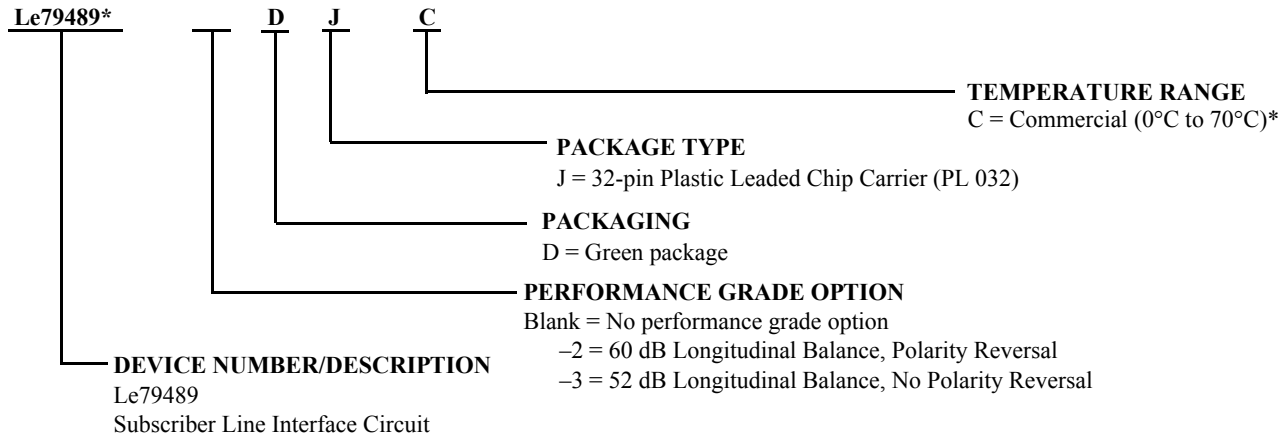 Le79489* D J C
TEMPERATURE RANGE
C = Commercial (0°C to 70°C)*
PACKAGE TYPE
J = 32-pin Plastic Leaded Chip Carrier (PL 032)
PACKAGING
D = Green package
PERFORMANCE GRADE OPTION
Blank = No performance grade option
–2 = 60 dB Longitudinal Balance, Polarity Reversal
–3 = 52 dB Longitudinal Balance, No Polarity Reversal
DEVICE NUMBER/DESCRIPTION
Le79489
Subscriber Line Interface Circuit